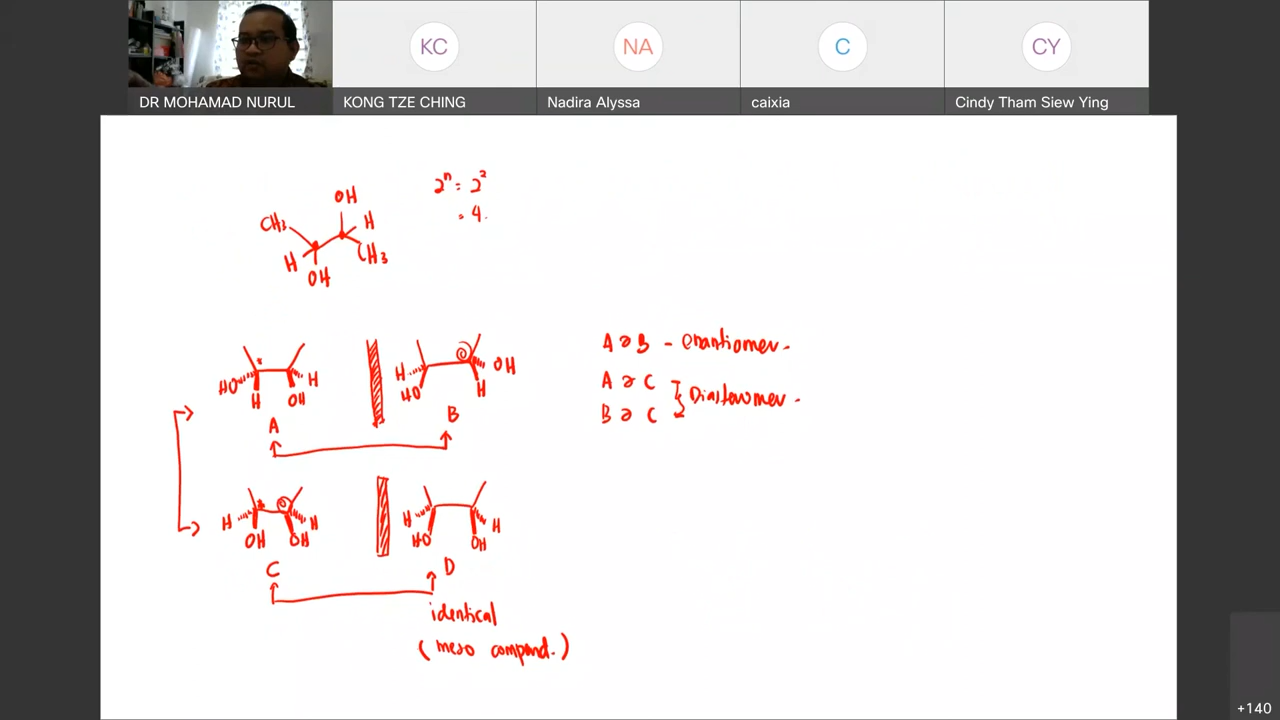 KC
NA
C
CY
DR MOHAMAD NURUL
KONG TZE CHING
Nadira Alyssa
caixia
Cindy Tham Siew Ying
2ⁿ = 2²
= 4.
OH
CH3
H
H
CH3
OH
HO
H
H
OH
A
H
HO
OH
H
B
A & B - enantiomer.
A & C
B & C
Diastereomer.
H
OH
H
OH
C
H
HO
H
OH
D
identical
(meso compound.)
+140